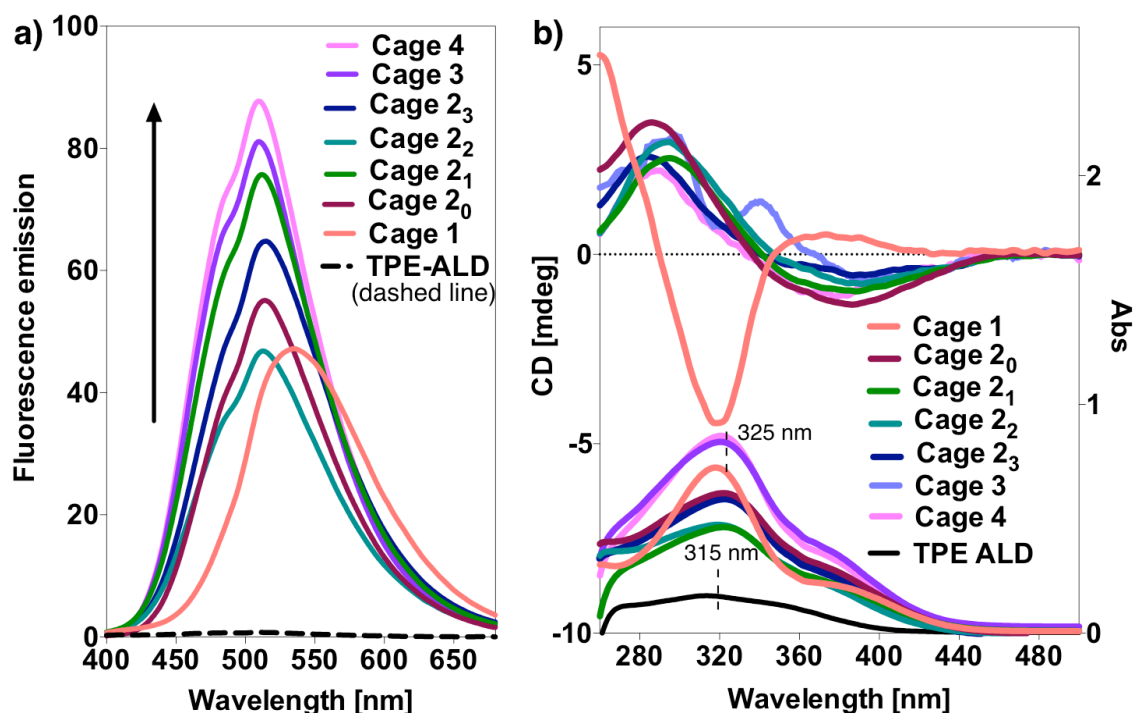 a)
Fluorescence emission
100
80
60
40
20
0
400 450 500 550 600 650
Wavelength [nm]
Cage 4
Cage 3
Cage 2₃
Cage 2₂
Cage 2₁
Cage 2₀
Cage 1
TPE-ALD
(dashed line)
b)
CD [mdeg]
5
0
-5
-10
280 320 360 400 440 480
Wavelength [nm]
Abs
2
1
0
325 nm
315 nm
Cage 1
Cage 2₀
Cage 2₁
Cage 2₂
Cage 2₃
Cage 3
Cage 4
TPE ALD